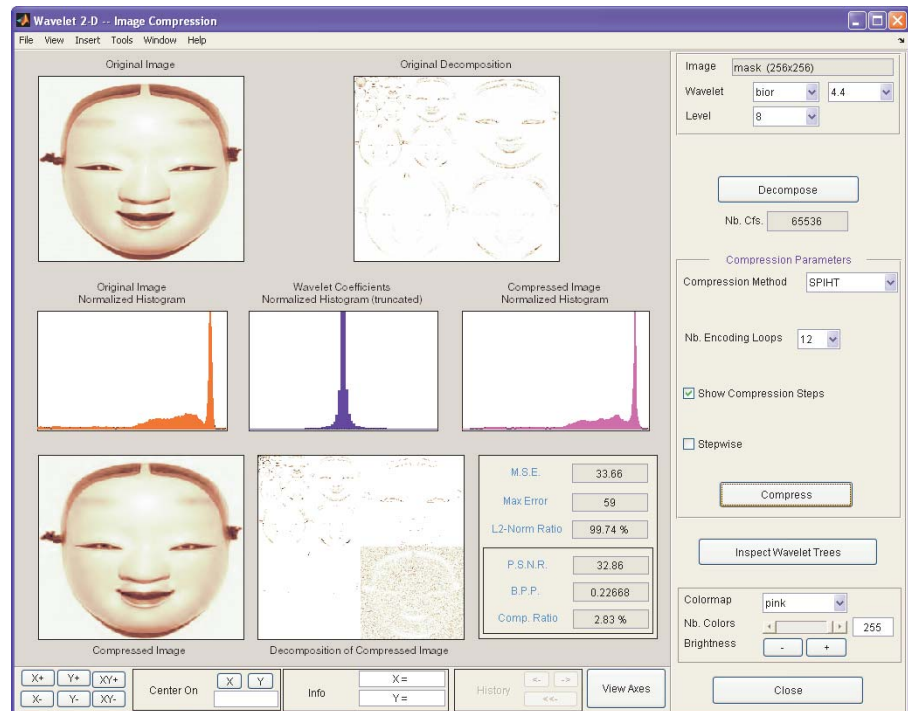 Wavelet 2-D -- Image Compression
File View Insert Tools Window Help
Original Image
Original Decomposition
Original Image
Normalized Histogram
Wavelet Coefficients
Normalized Histogram (truncated)
Compressed Image
Normalized Histogram
M.S.E. 33.66
Max Error 59
L2-Norm Ratio 99.74 %
P.S.N.R. 32.86
B.P.P. 0.22668
Comp. Ratio 2.83 %
Compressed Image
Decomposition of Compressed Image
Image mask (256x256)
Wavelet bior 4.4
Level 8
Decompose
Nb. Cfs. 65536
Compression Parameters
Compression Method SPIHT
Nb. Encoding Loops 12
Show Compression Steps
Stepwise
Compress
Inspect Wavelet Trees
Colormap pink
Nb. Colors 255
Brightness - +
X+ Y+ XY+
X- Y- XY-
Center On X Y
Info X =
Y =
History <- ->
<<-
View Axes
Close